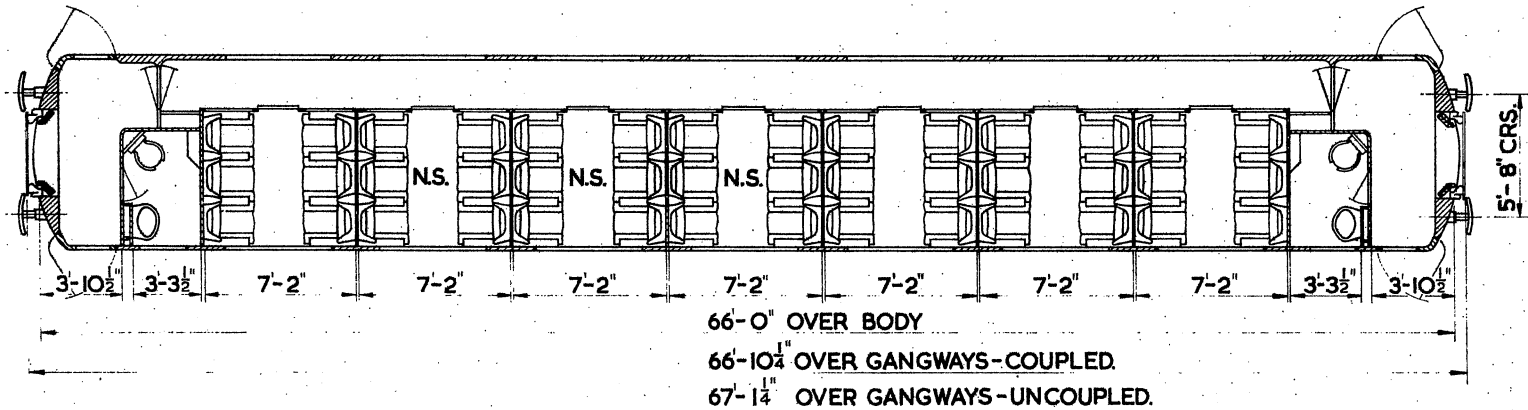 N.S. N.S. N.S.
5'-8" CRS.
3'-10½" 3'-3½" 7'-2" 7'-2" 7'-2" 7'-2" 7'-2" 7'-2" 7'-2" 3'-3½" 3'-10½"
66'-0" OVER BODY
66'-10¼" OVER GANGWAYS-COUPLED.
67'-1¼" OVER GANGWAYS-UNCOUPLED.